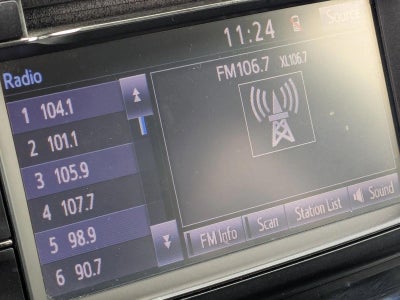 11:24
Source
Radio
FM106.7 XL106.7
1 104.1
2 101.1
3 105.9
4 107.7
5 98.9
6 90.7
FM Info
Scan
Station List
Sound